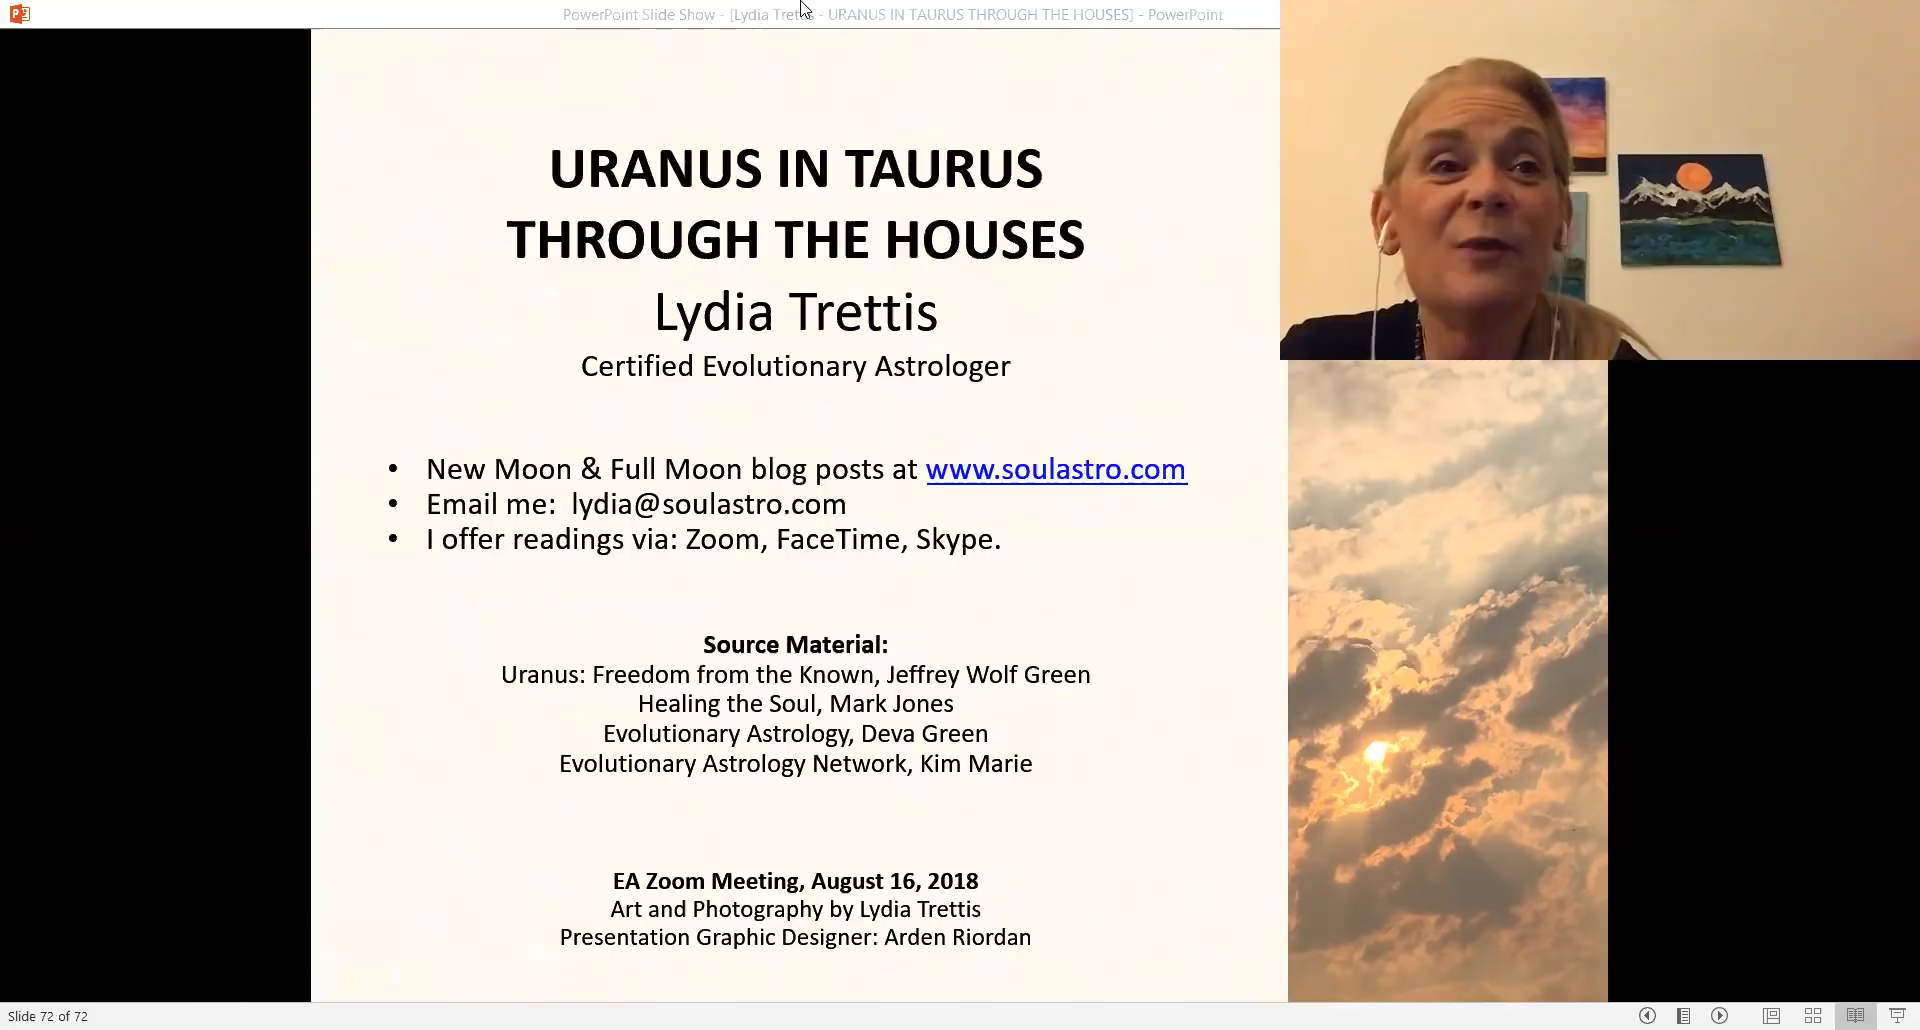 PowerPoint Slide Show - [Lydia Trettis - URANUS IN TAURUS THROUGH THE HOUSES] - PowerPoint
URANUS IN TAURUS
THROUGH THE HOUSES
Lydia Trettis
Certified Evolutionary Astrologer
• New Moon & Full Moon blog posts at www.soulastro.com
• Email me: lydia@soulastro.com
• I offer readings via: Zoom, FaceTime, Skype.
Source Material:
Uranus: Freedom from the Known, Jeffrey Wolf Green
Healing the Soul, Mark Jones
Evolutionary Astrology, Deva Green
Evolutionary Astrology Network, Kim Marie
EA Zoom Meeting, August 16, 2018
Art and Photography by Lydia Trettis
Presentation Graphic Designer: Arden Riordan
Slide 72 of 72